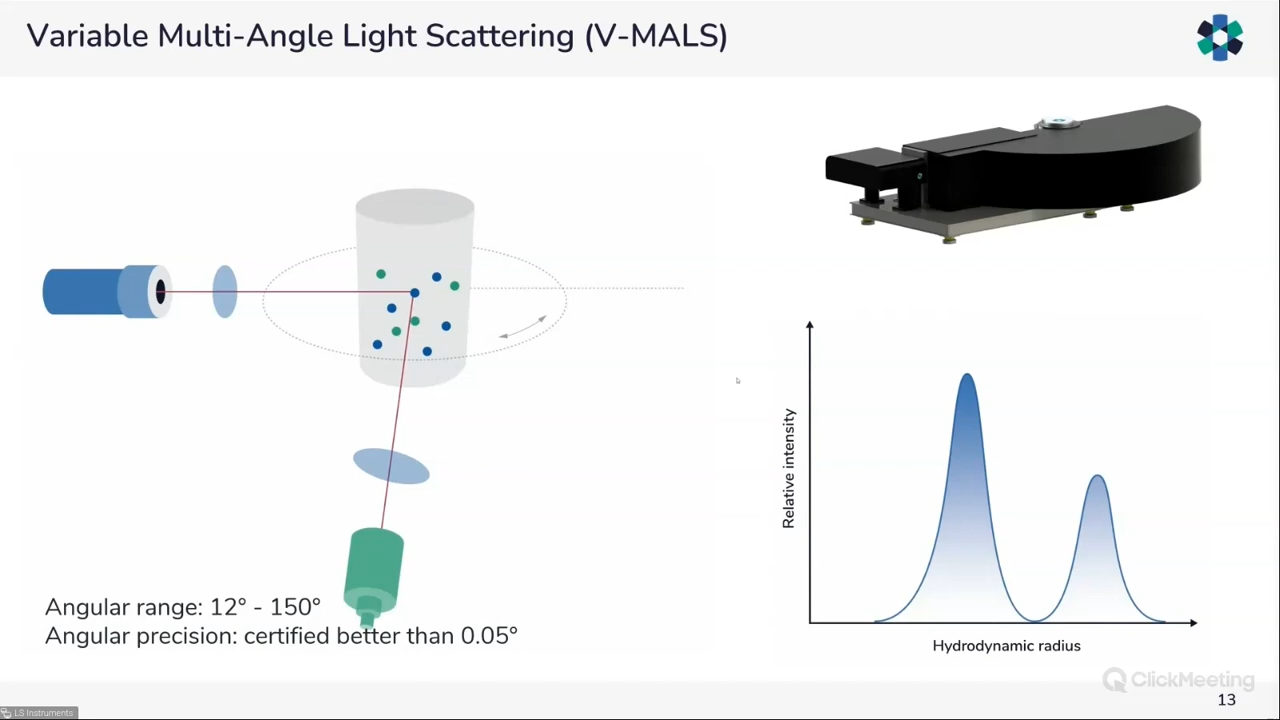 Variable Multi-Angle Light Scattering (V-MALS)
Relative intensity
Hydrodynamic radius
Angular range: 12° - 150°
Angular precision: certified better than 0.05°
ClickMeeting
13
LS Instruments